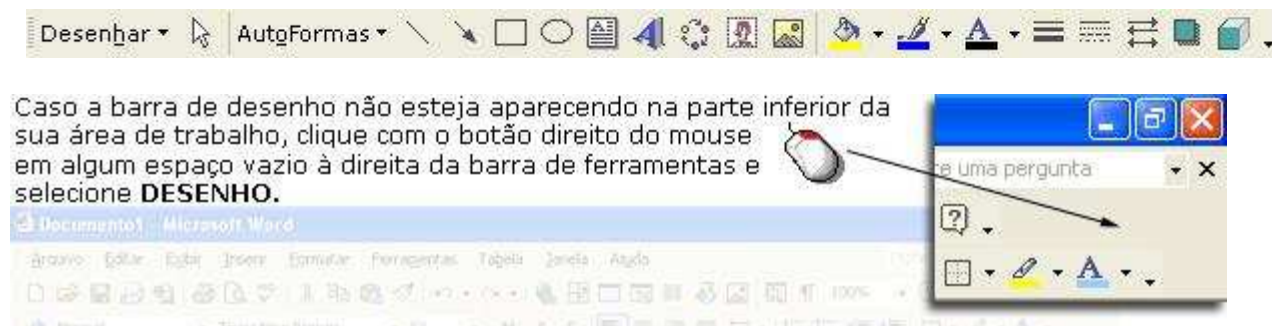 Desenhar AutoFormas
Caso a barra de desenho não esteja aparecendo na parte inferior da
sua área de trabalho, clique com o botão direito do mouse
em algum espaço vazio à direita da barra de ferramentas e
selecione DESENHO.
uma pergunta
Documento1 - Microsoft Word
Arquivo Editar Exibir Inserir Formatar Ferramentas Tabela Janela Ajuda
100%
Normal